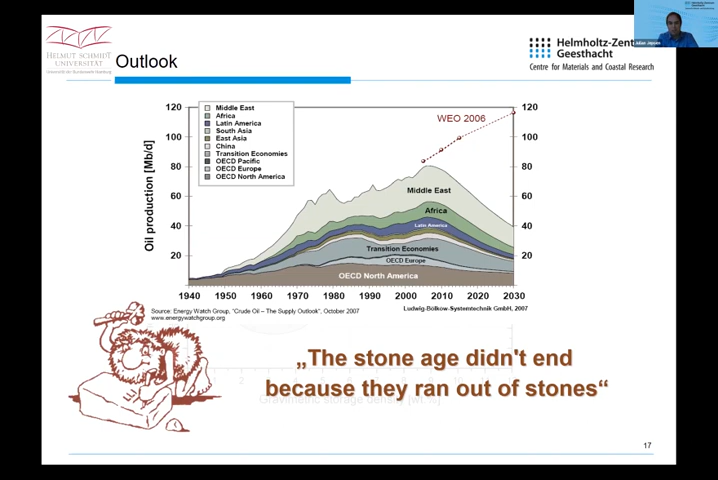 HELMUT SCHMIDT
UNIVERSITÄT
Universität der Bundeswehr Hamburg
Outlook
Helmholtz-Zentrum
Geesthacht
Centre for Materials and Coastal Research
Oil production [Mb/d]
120
100
80
60
40
20
Middle East
Africa
Latin America
South Asia
East Asia
China
Transition Economies
OECD Pacific
OECD Europe
OECD North America
WEO 2006
Middle East
Africa
Latin America
Transition Economies
OECD Europe
OECD North America
120
100
80
60
40
20
1940 1950 1960 1970 1980 1990 2000 2010 2020 2030
Source: Energy Watch Group, "Crude Oil – The Supply Outlook", October 2007
www.energywatchgroup.org
Ludwig-Bölkow-Systemtechnik GmbH, 2007
„The stone age didn't end
because they ran out of stones“
Gravimetric storage density [wt.%]
17